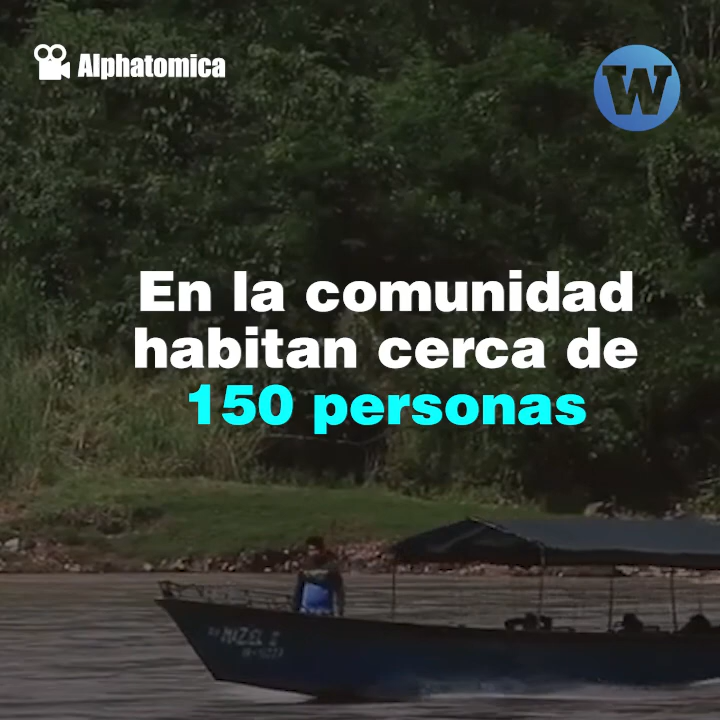 Alphatomica
W
En la comunidad
habitan cerca de
150 personas